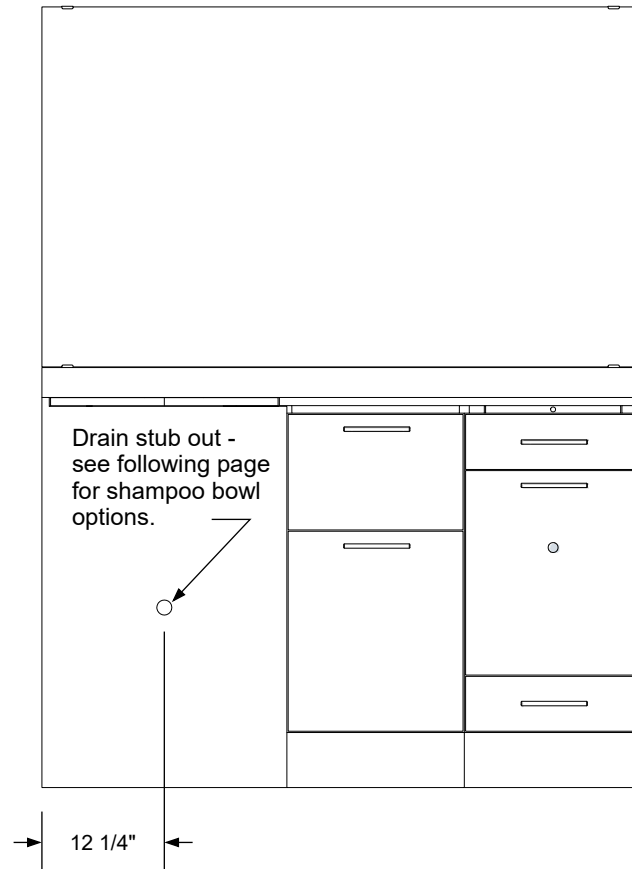 Drain stub out -
see following page
for shampoo bowl
options.
12 1/4"